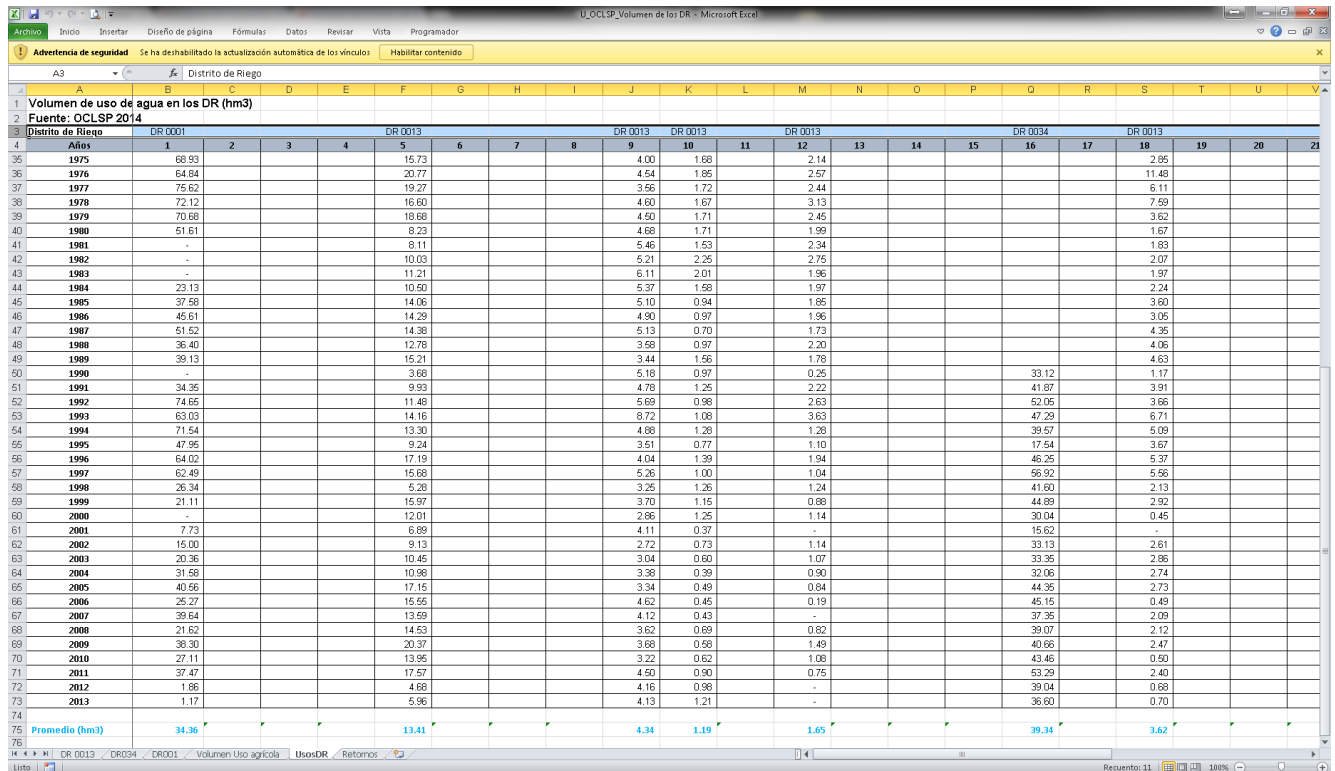 U_OCLSP_Volumen de los DR - Microsoft Excel
Archivo Inicio Insertar Diseño de página Fórmulas Datos Revisar Vista Programador
Advertencia de seguridad Se ha deshabilitado la actualización automática de los vínculos Habilitar contenido
A3 fx Distrito de Riego
A B C D E F G H I J K L M N O P Q R S T U V
1 Volumen de uso de agua en los DR (hm3)
2 Fuente: OCLSP 2014
3 Distrito de Riego DR 0001 DR 0013 DR 0013 DR 0013 DR 0013 DR 0034 DR 0013
4 Años 1 2 3 4 5 6 7 8 9 10 11 12 13 14 15 16 17 18 19 20 21
35 1975 68.93 15.73 4.00 1.68 2.14 2.85
36 1976 64.84 20.77 4.54 1.85 2.57 11.48
37 1977 75.62 19.27 3.56 1.72 2.44 6.11
38 1978 72.12 16.60 4.60 1.67 3.13 7.59
39 1979 70.68 18.68 4.50 1.71 2.45 3.62
40 1980 51.61 8.23 4.68 1.71 1.99 1.67
41 1981 - 8.11 5.46 1.53 2.34 1.83
42 1982 - 10.03 5.21 2.25 2.75 2.07
43 1983 - 11.21 6.11 2.01 1.96 1.97
44 1984 23.13 10.50 5.37 1.58 1.97 2.24
45 1985 37.58 14.06 5.10 0.94 1.85 3.60
46 1986 45.61 14.29 4.90 0.97 1.96 3.05
47 1987 51.52 14.38 5.13 0.70 1.73 4.35
48 1988 36.40 12.78 3.58 0.97 2.20 4.06
49 1989 39.13 15.21 3.44 1.56 1.78 4.63
50 1990 - 3.68 5.18 0.97 0.25 33.12 1.17
51 1991 34.35 9.93 4.78 1.25 2.22 41.87 3.91
52 1992 74.65 11.48 5.69 0.98 2.63 52.05 3.66
53 1993 63.03 14.16 8.72 1.08 3.63 47.29 6.71
54 1994 71.54 13.30 4.88 1.28 1.28 39.57 5.09
55 1995 47.95 9.24 3.51 0.77 1.10 17.54 3.67
56 1996 64.02 17.19 4.04 1.39 1.94 46.25 5.37
57 1997 62.49 15.68 5.26 1.00 1.04 56.92 5.56
58 1998 26.34 5.28 3.25 1.26 1.24 41.60 2.13
59 1999 21.11 15.97 3.70 1.15 0.88 44.89 2.92
60 2000 - 12.01 2.86 1.25 1.14 30.04 0.45
61 2001 7.73 6.89 4.11 0.37 - 15.62 -
62 2002 15.00 9.13 2.72 0.73 1.14 33.13 2.61
63 2003 20.36 10.45 3.04 0.60 1.07 33.35 2.86
64 2004 31.58 10.98 3.38 0.39 0.90 32.06 2.74
65 2005 40.56 17.15 3.34 0.49 0.84 44.35 2.73
66 2006 25.27 15.55 4.62 0.45 0.19 45.15 0.49
67 2007 39.64 13.59 4.12 0.43 - 37.35 2.09
68 2008 21.62 14.53 3.62 0.69 0.82 39.07 2.12
69 2009 38.30 20.37 3.68 0.58 1.49 40.66 2.47
70 2010 27.11 13.95 3.22 0.62 1.08 43.46 0.50
71 2011 37.47 17.57 4.50 0.90 0.75 53.29 2.40
72 2012 1.86 4.68 4.16 0.98 - 39.04 0.68
73 2013 1.17 5.96 4.13 1.21 - 36.60 0.70
74
75 Promedio (hm3) 34.36 13.41 4.34 1.19 1.65 39.34 3.62
76
DR 0013 DR034 DR001 Volumen Uso agrícola UsosDR Retornos
Listo Recuento: 11 100%